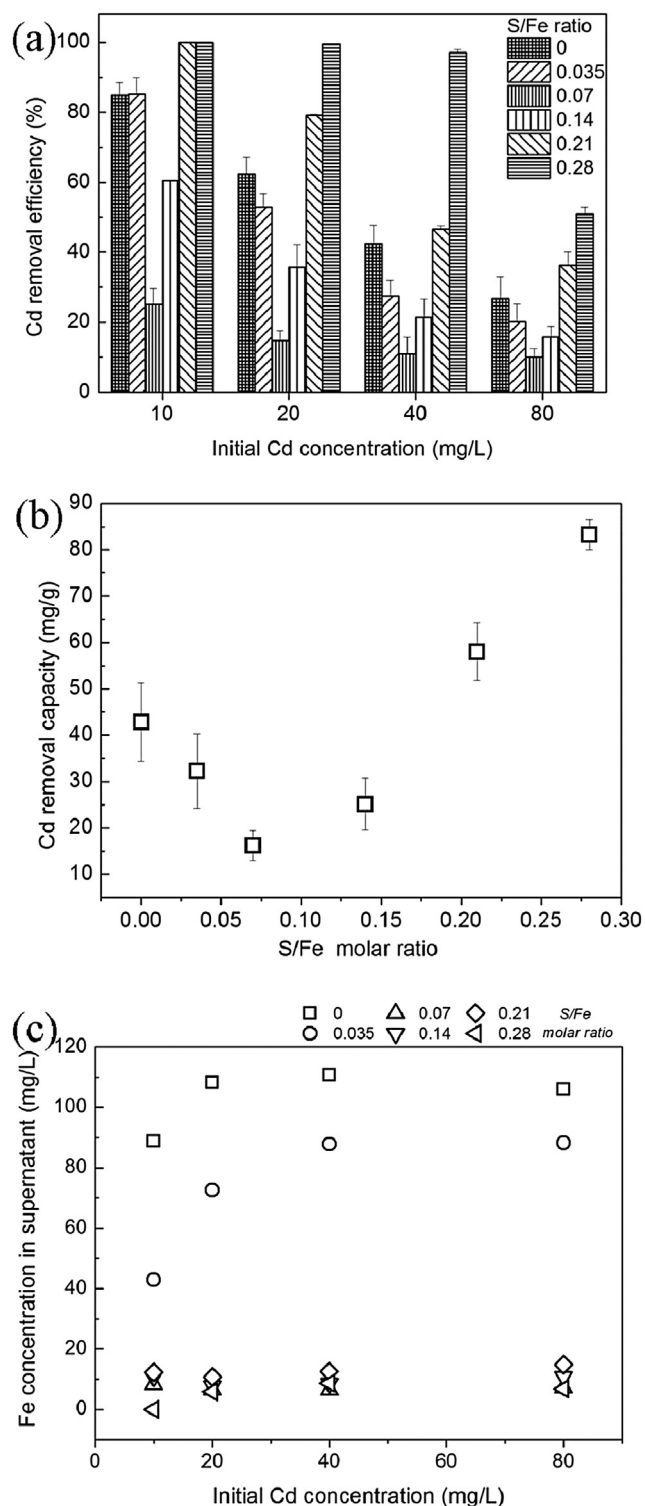 (a)
S/Fe ratio
0
0.035
0.07
0.14
0.21
0.28
100
80
60
40
20
0
Cd removal efficiency (%)
10 20 40 80
Initial Cd concentration (mg/L)
(b)
90
80
70
60
50
40
30
20
10
Cd removal capacity (mg/g)
0.00 0.05 0.10 0.15 0.20 0.25 0.30
S/Fe molar ratio
(c)
0 0.07 0.21 S/Fe
0.035 0.14 0.28 molar ratio
120
100
80
60
40
20
0
Fe concentration in supernatant (mg/L)
0 20 40 60 80
Initial Cd concentration (mg/L)